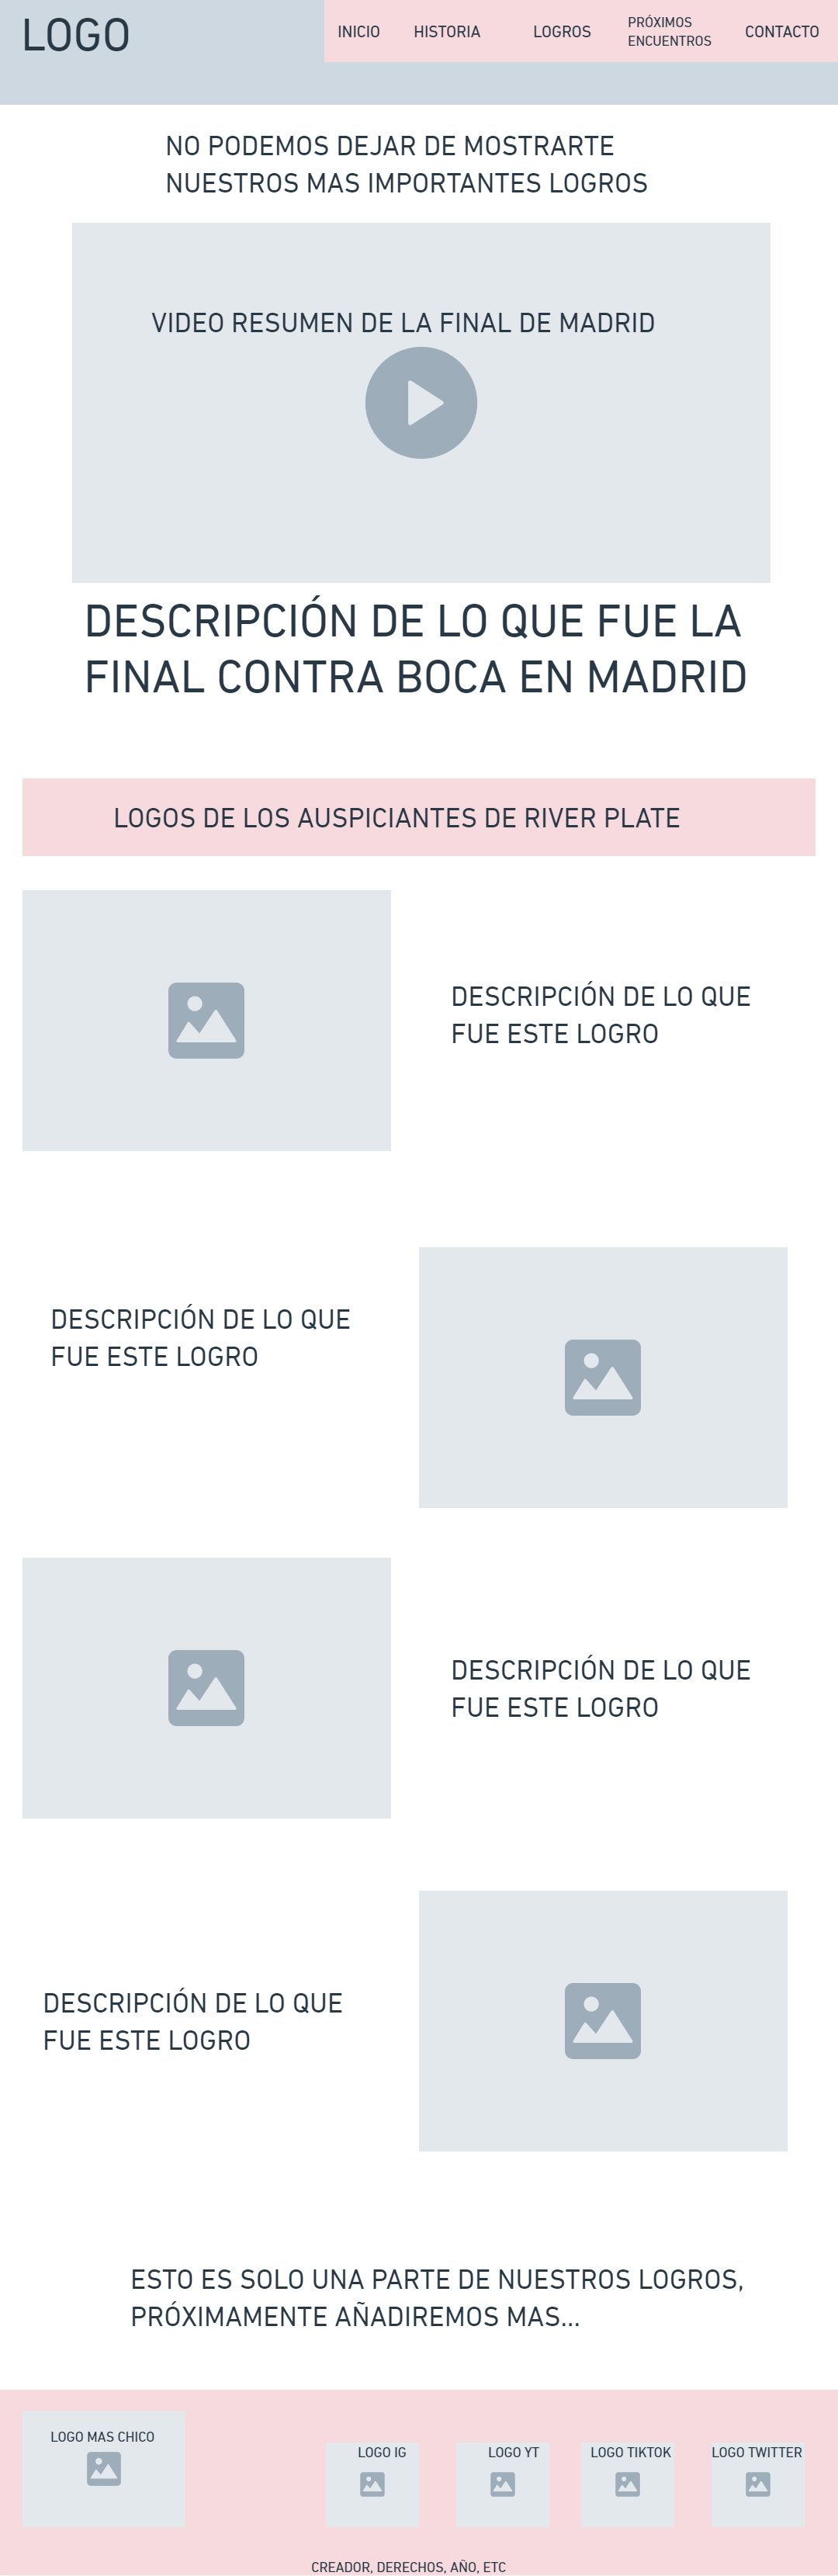 LOGO
INICIO
HISTORIA
LOGROS
PRÓXIMOS
ENCUENTROS
CONTACTO
NO PODEMOS DEJAR DE MOSTRARTE
NUESTROS MAS IMPORTANTES LOGROS
VIDEO RESUMEN DE LA FINAL DE MADRID
DESCRIPCIÓN DE LO QUE FUE LA
FINAL CONTRA BOCA EN MADRID
LOGOS DE LOS AUSPICIANTES DE RIVER PLATE
DESCRIPCIÓN DE LO QUE
FUE ESTE LOGRO
DESCRIPCIÓN DE LO QUE
FUE ESTE LOGRO
DESCRIPCIÓN DE LO QUE
FUE ESTE LOGRO
DESCRIPCIÓN DE LO QUE
FUE ESTE LOGRO
ESTO ES SOLO UNA PARTE DE NUESTROS LOGROS,
PRÓXIMAMENTE AÑADIREMOS MAS...
LOGO MAS CHICO
LOGO IG
LOGO YT
LOGO TIKTOK
LOGO TWITTER
CREADOR, DERECHOS, AÑO, ETC